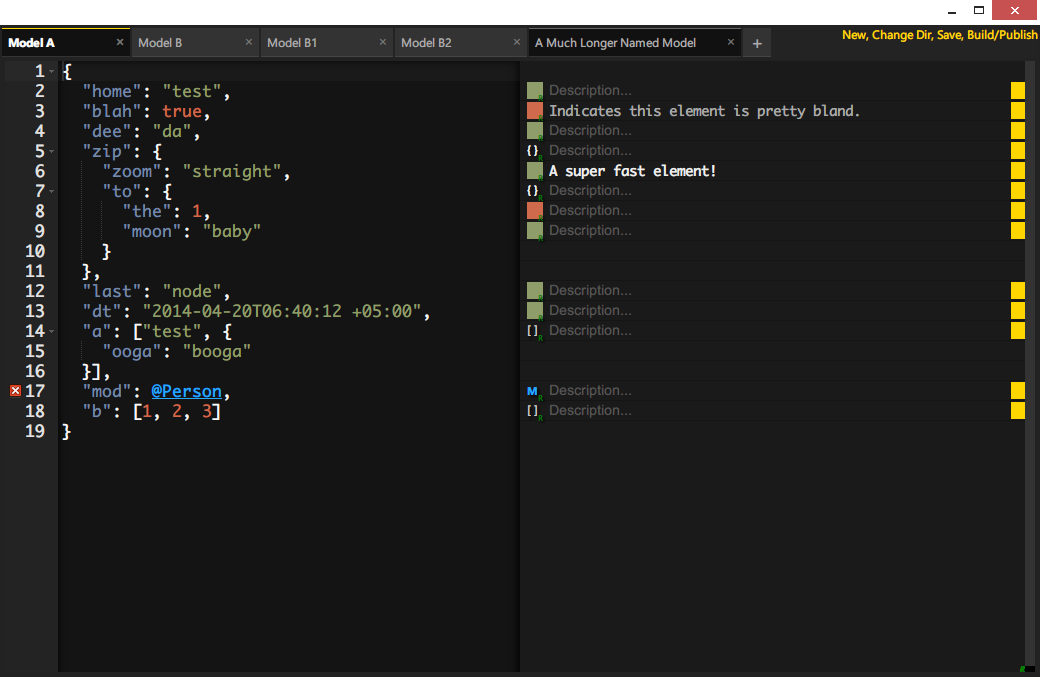 Model A × Model B × Model B1 × Model B2 × A Much Longer Named Model × + New, Change Dir, Save, Build/Publish
1 {
2 "home": "test", R Description...
3 "blah": true, R Indicates this element is pretty bland.
4 "dee": "da", R Description...
5 "zip": { {} R Description...
6 "zoom": "straight", R A super fast element!
7 "to": { {} R Description...
8 "the": 1, R Description...
9 "moon": "baby" R Description...
10 }
11 },
12 "last": "node", R Description...
13 "dt": "2014-04-20T06:40:12 +05:00", R Description...
14 "a": ["test", { [] R Description...
15 "ooga": "booga"
16 }],
17 "mod": @Person, M R Description...
18 "b": [1, 2, 3] [] R Description...
19 }
R